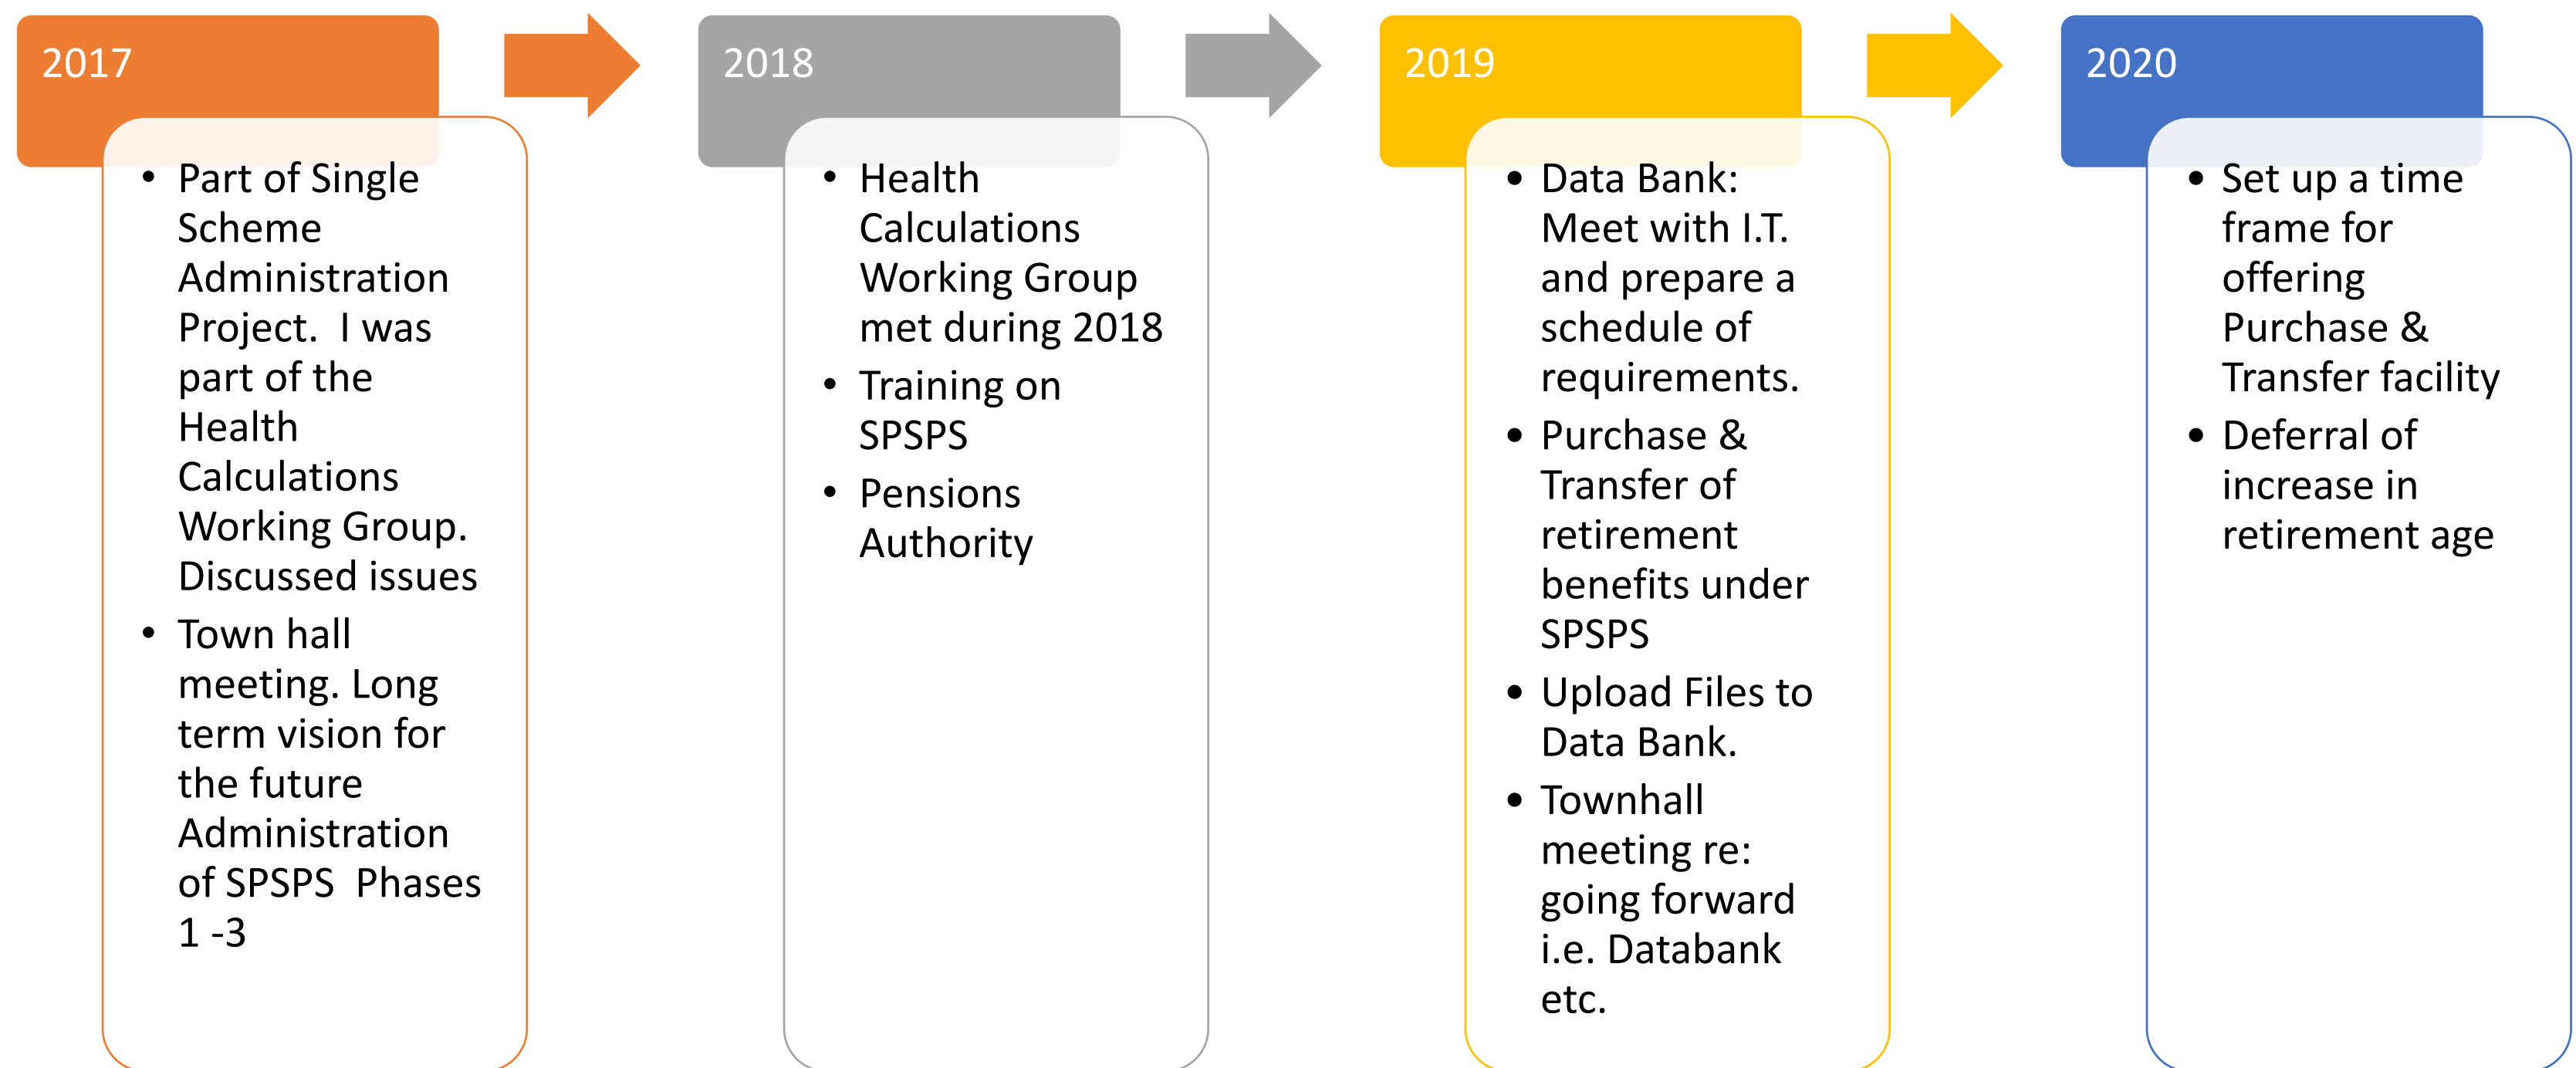 2017
• Part of Single
Scheme
Administration
Project.  I was
part of the
Health
Calculations
Working Group.
Discussed issues
• Town hall
meeting. Long
term vision for
the future
Administration
of SPSPS  Phases
1 -3
2018
• Health
Calculations
Working Group
met during 2018
• Training on
SPSPS
• Pensions
Authority
2019
• Data Bank:
Meet with I.T.
and prepare a
schedule of
requirements.
• Purchase &
Transfer of
retirement
benefits under
SPSPS
• Upload Files to
Data Bank.
• Townhall
meeting re:
going forward
i.e. Databank
etc.
2020
• Set up a time
frame for
offering
Purchase &
Transfer facility
• Deferral of
increase in
retirement age